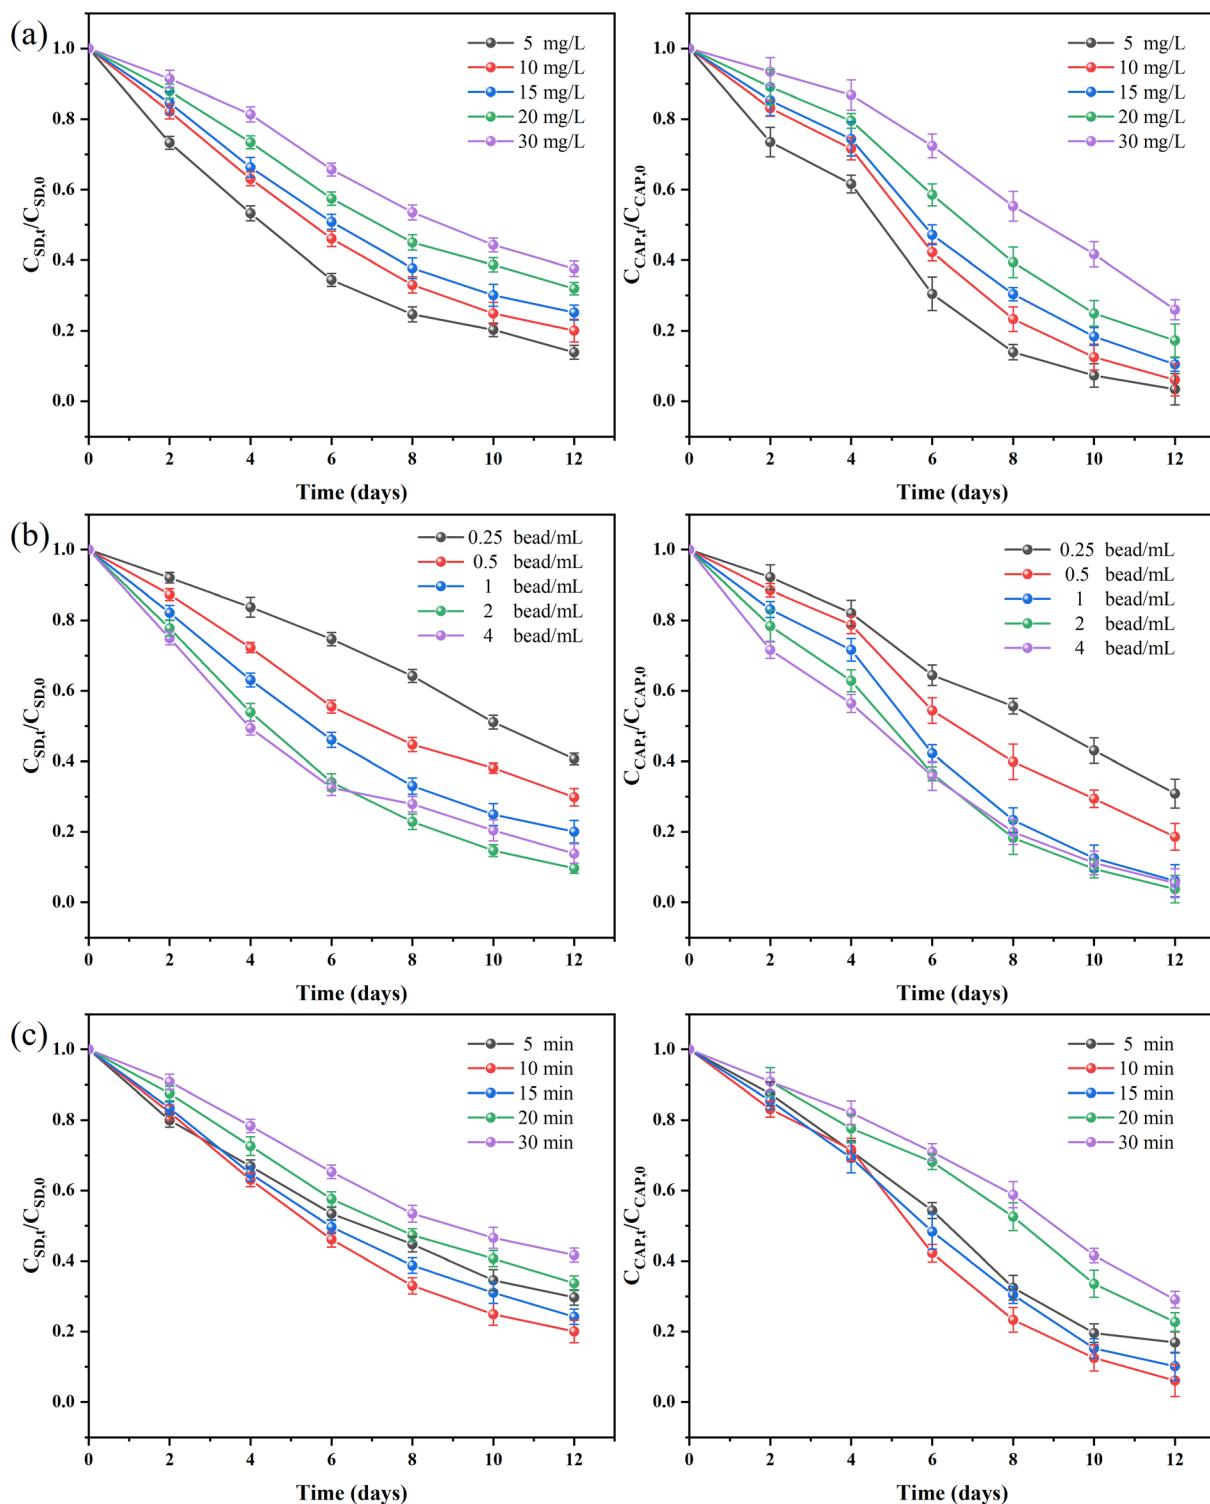 (a)
5 mg/L
10 mg/L
15 mg/L
20 mg/L
30 mg/L
1.0
0.8
0.6
0.4
0.2
0.0
C_SD,t/C_SD,0
0 2 4 6 8 10 12
Time (days)
5 mg/L
10 mg/L
15 mg/L
20 mg/L
30 mg/L
1.0
0.8
0.6
0.4
0.2
0.0
C_CAP,t/C_CAP,0
0 2 4 6 8 10 12
Time (days)
(b)
0.25 bead/mL
0.5 bead/mL
1 bead/mL
2 bead/mL
4 bead/mL
1.0
0.8
0.6
0.4
0.2
0.0
C_SD,t/C_SD,0
0 2 4 6 8 10 12
Time (days)
0.25 bead/mL
0.5 bead/mL
1 bead/mL
2 bead/mL
4 bead/mL
1.0
0.8
0.6
0.4
0.2
0.0
C_CAP,t/C_CAP,0
0 2 4 6 8 10 12
Time (days)
(c)
5 min
10 min
15 min
20 min
30 min
1.0
0.8
0.6
0.4
0.2
0.0
C_SD,t/C_SD,0
0 2 4 6 8 10 12
Time (days)
5 min
10 min
15 min
20 min
30 min
1.0
0.8
0.6
0.4
0.2
0.0
C_CAP,t/C_CAP,0
0 2 4 6 8 10 12
Time (days)